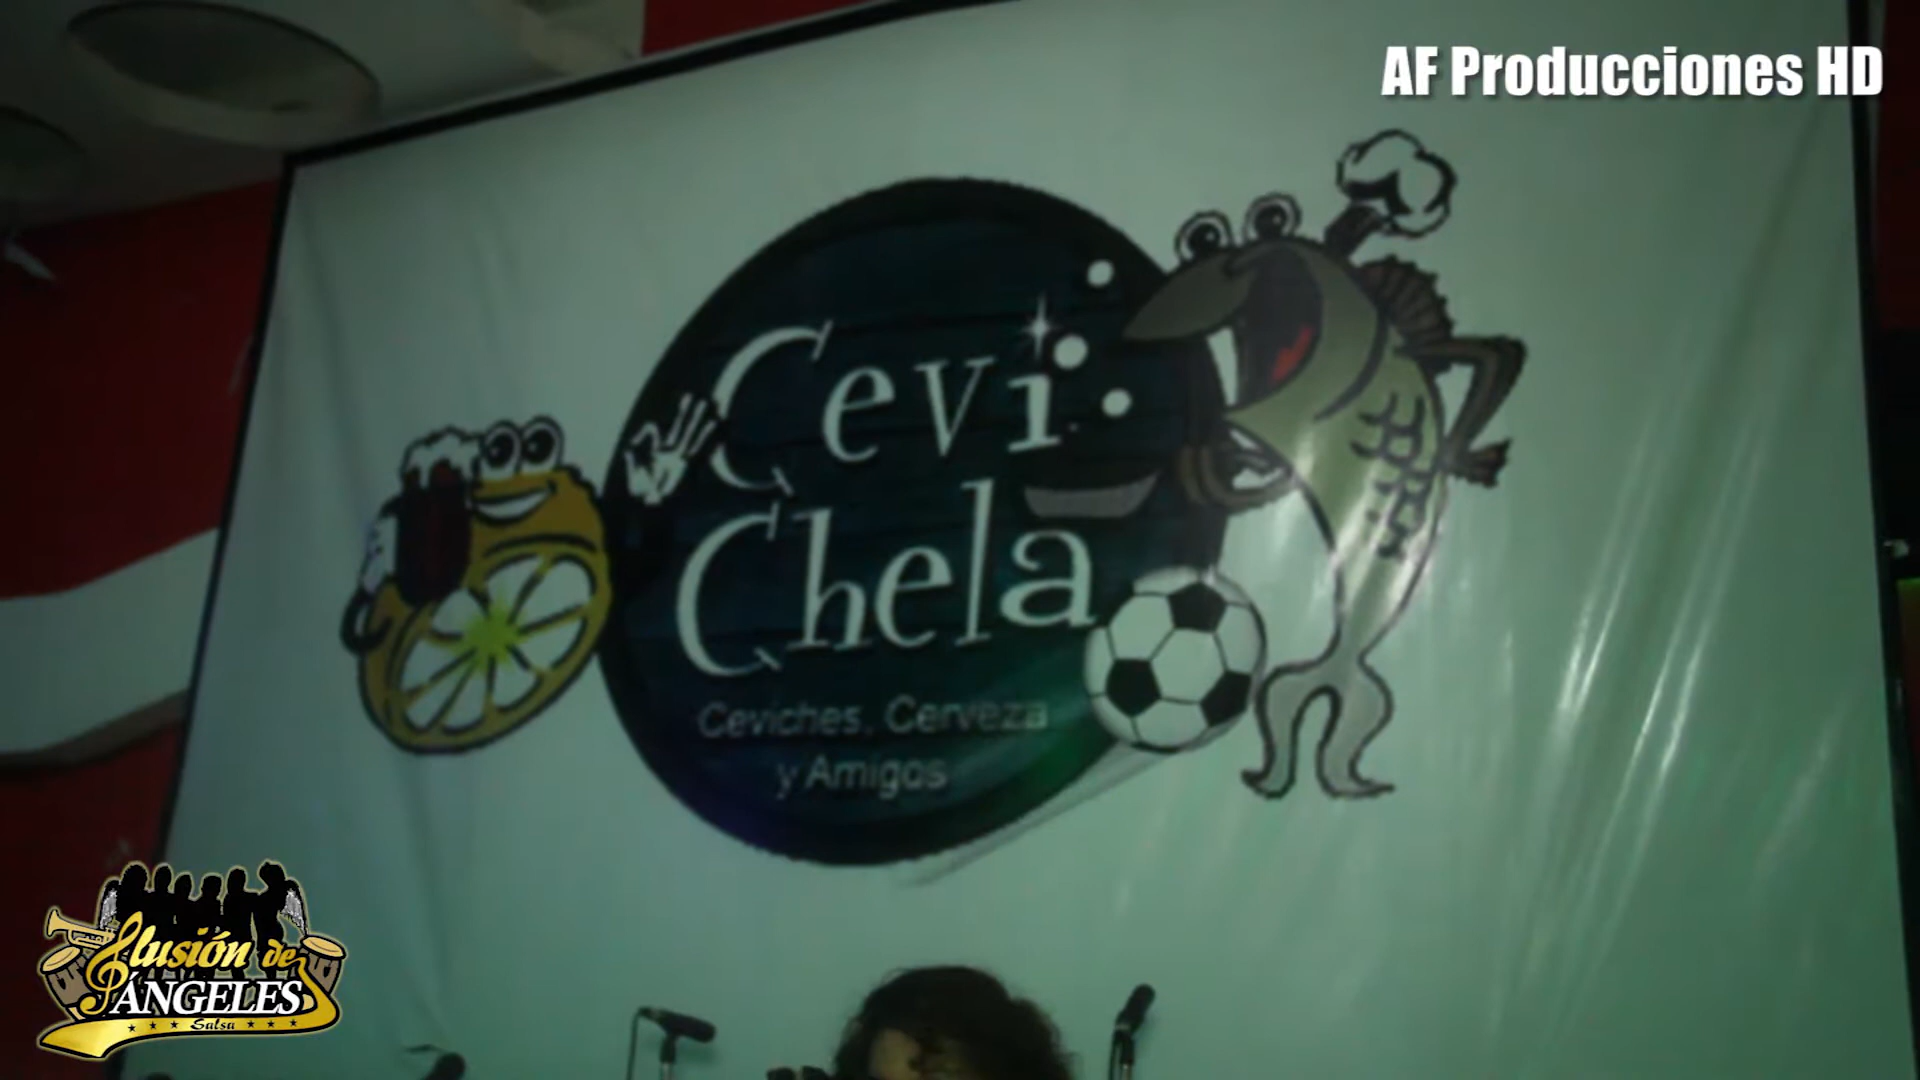 AF Producciones HD
Cevi
Chela
Ceviches, Cerveza
y Amigos
Ilusión de
ÁNGELES
Salsa